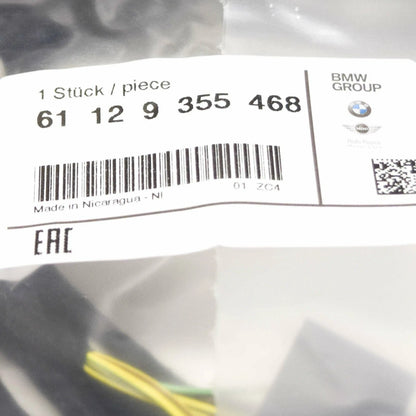 1 Stück / piece
61 12 9 355 468
01 ZC4
Made in Nicaragua - NI
EAC
BMW
GROUP